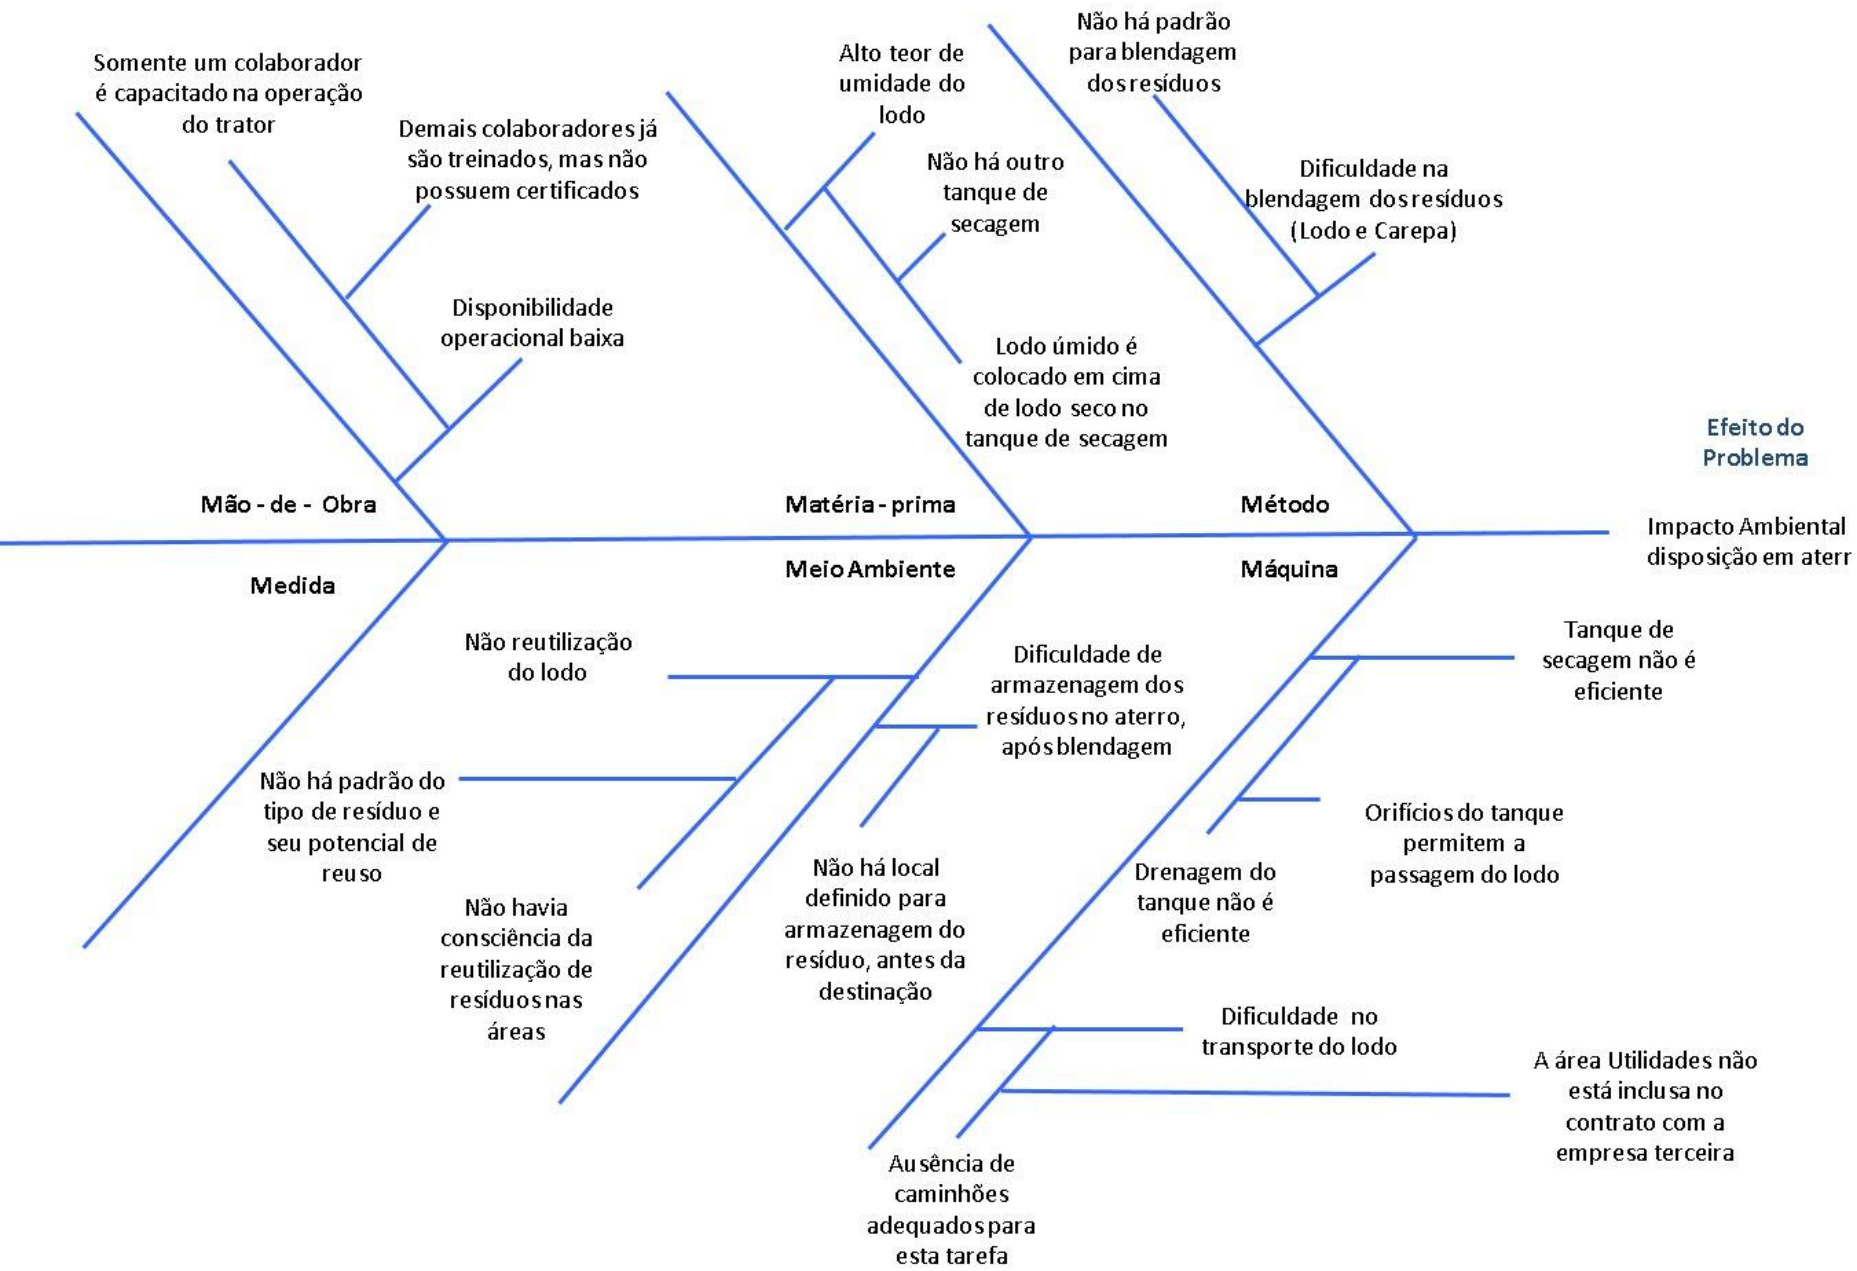 Somente um colaborador
é capacitado na operação
do trator
Demais colaboradores já
são treinados, mas não
possuem certificados
Disponibilidade
operacional baixa
Mão - de - Obra
Alto teor de
umidade do
lodo
Não há outro
tanque de
secagem
Lodo úmido é
colocado em cima
de lodo seco no
tanque de secagem
Matéria - prima
Não há padrão
para blendagem
dos resíduos
Dificuldade na
blendagem dos resíduos
(Lodo e Carepa)
Método
Efeito do
Problema
Impacto Ambiental
disposição em aterr
Medida
Meio Ambiente
Não reutilização
do lodo
Não há padrão do
tipo de resíduo e
seu potencial de
reuso
Não havia
consciência da
reutilização de
resíduos nas
áreas
Dificuldade de
armazenagem dos
resíduos no aterro,
após blendagem
Não há local
definido para
armazenagem do
resíduo, antes da
destinação
Máquina
Tanque de
secagem não é
eficiente
Orifícios do tanque
permitem a
passagem do lodo
Drenagem do
tanque não é
eficiente
Dificuldade no
transporte do lodo
A área Utilidades não
está inclusa no
contrato com a
empresa terceira
Ausência de
caminhões
adequados para
esta tarefa